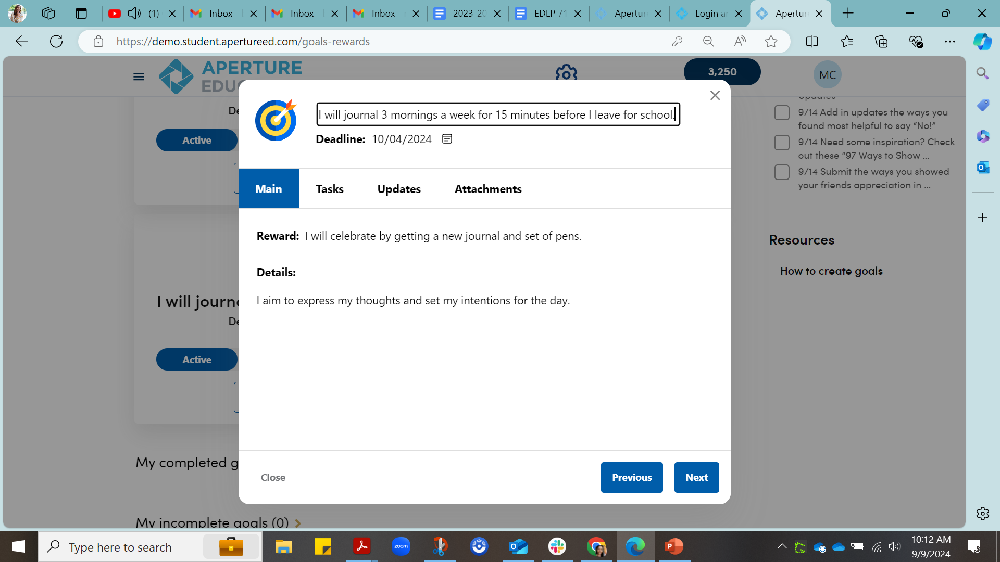 (1)
Inbox -
Inbox -
Inbox -
2023-20
EDLP 71
Apertur
Login ar
Apertur
https://demo.student.apertureed.com/goals-rewards
APERTURE
EDUC
3,250
MC
I will journal 3 mornings a week for 15 minutes before I leave for school.
Deadline: 10/04/2024
Main
Tasks
Updates
Attachments
Reward: I will celebrate by getting a new journal and set of pens.
Details:
I aim to express my thoughts and set my intentions for the day.
Close
Previous
Next
De
Active
I will journa
De
Active
My completed g
My incomplete goals (0)
Updates
9/14 Add in updates the ways you
found most helpful to say “No!”
9/14 Need some inspiration? Check
out these “97 Ways to Show ...
9/14 Submit the ways you showed
your friends appreciation in ...
Resources
How to create goals
Type here to search
zoom
10:12 AM
9/9/2024